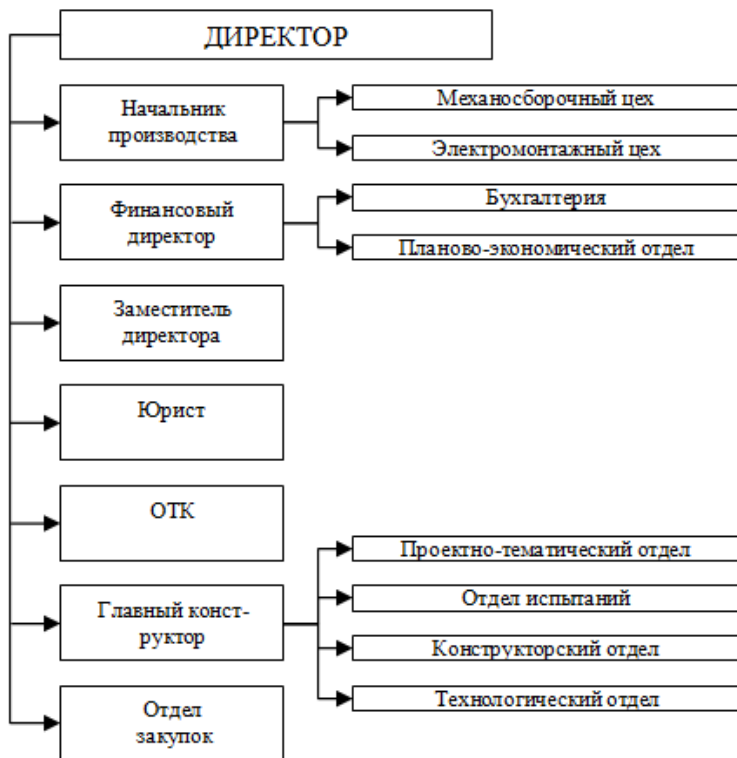 ДИРЕКТОР
Начальник
производства
Механосборочный цех
Электромонтажный цех
Финансовый
директор
Бухгалтерия
Планово-экономический отдел
Заместитель
директора
Юрист
ОТК
Главный конст-
руктор
Проектно-тематический отдел
Отдел испытаний
Конструкторский отдел
Технологический отдел
Отдел
закупок